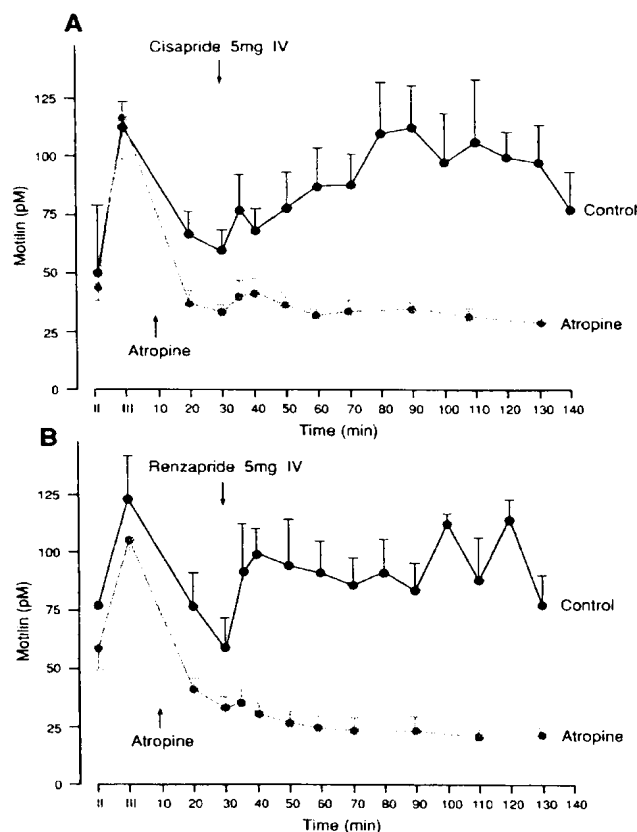 A
Cisapride 5mg IV
125
100
75
50
25
0
Motilin (pM)
Control
Atropine
Atropine
II III 10 20 30 40 50 60 70 80 90 100 110 120 130 140
Time (min)
B
Renzapride 5mg IV
125
100
75
50
25
0
Motilin (pM)
Control
Atropine
Atropine
II III 10 20 30 40 50 60 70 80 90 100 110 120 130 140
Time (min)